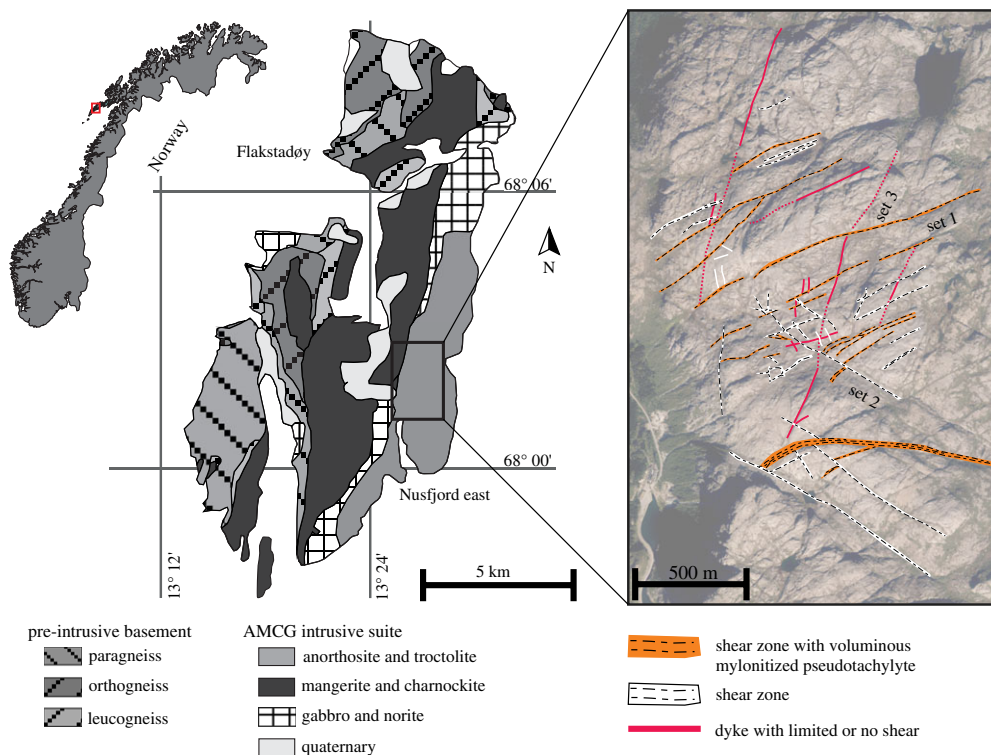 Norway
Flakstadøy
68° 06'
N
68° 00'
Nusfjord east
13° 12'
13° 24'
5 km
set 3
set 1
set 2
500 m
pre-intrusive basement
paragneiss
orthogneiss
leucogneiss
AMCG intrusive suite
anorthosite and troctolite
mangerite and charnockite
gabbro and norite
quaternary
shear zone with voluminous
mylonitized pseudotachylyte
shear zone
dyke with limited or no shear